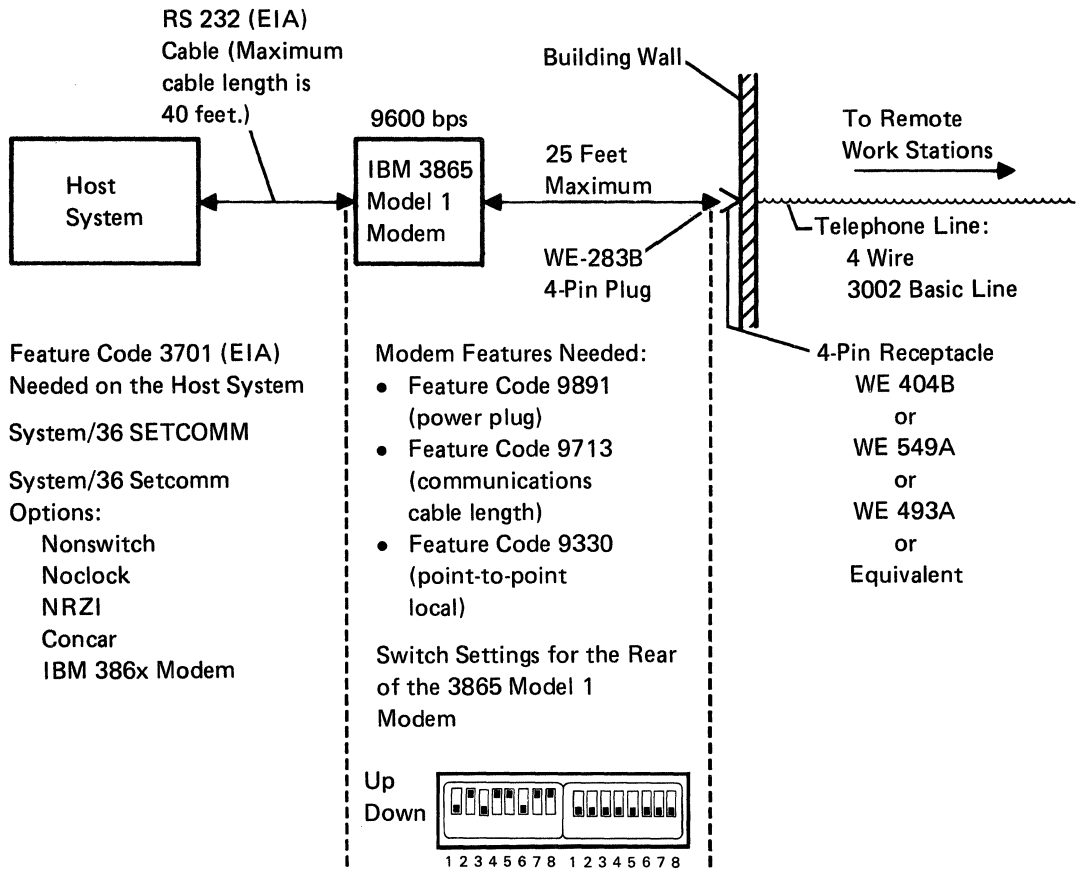 RS 232 (EIA)
Cable (Maximum
cable length is
40 feet.)
Building Wall
9600 bps
To Remote
Work Stations
Host
System
IBM 3865
Model 1
Modem
25 Feet
Maximum
WE-283B
4-Pin Plug
Telephone Line:
4 Wire
3002 Basic Line
Feature Code 3701 (EIA)
Needed on the Host System
System/36 SETCOMM
System/36 Setcomm
Options:
Nonswitch
Noclock
NRZI
Concar
IBM 386x Modem
Modem Features Needed:
• Feature Code 9891
(power plug)
• Feature Code 9713
(communications
cable length)
• Feature Code 9330
(point-to-point
local)
Switch Settings for the Rear
of the 3865 Model 1
Modem
4-Pin Receptacle
WE 404B
or
WE 549A
or
WE 493A
or
Equivalent
Up
Down
1 2 3 4 5 6 7 8 1 2 3 4 5 6 7 8